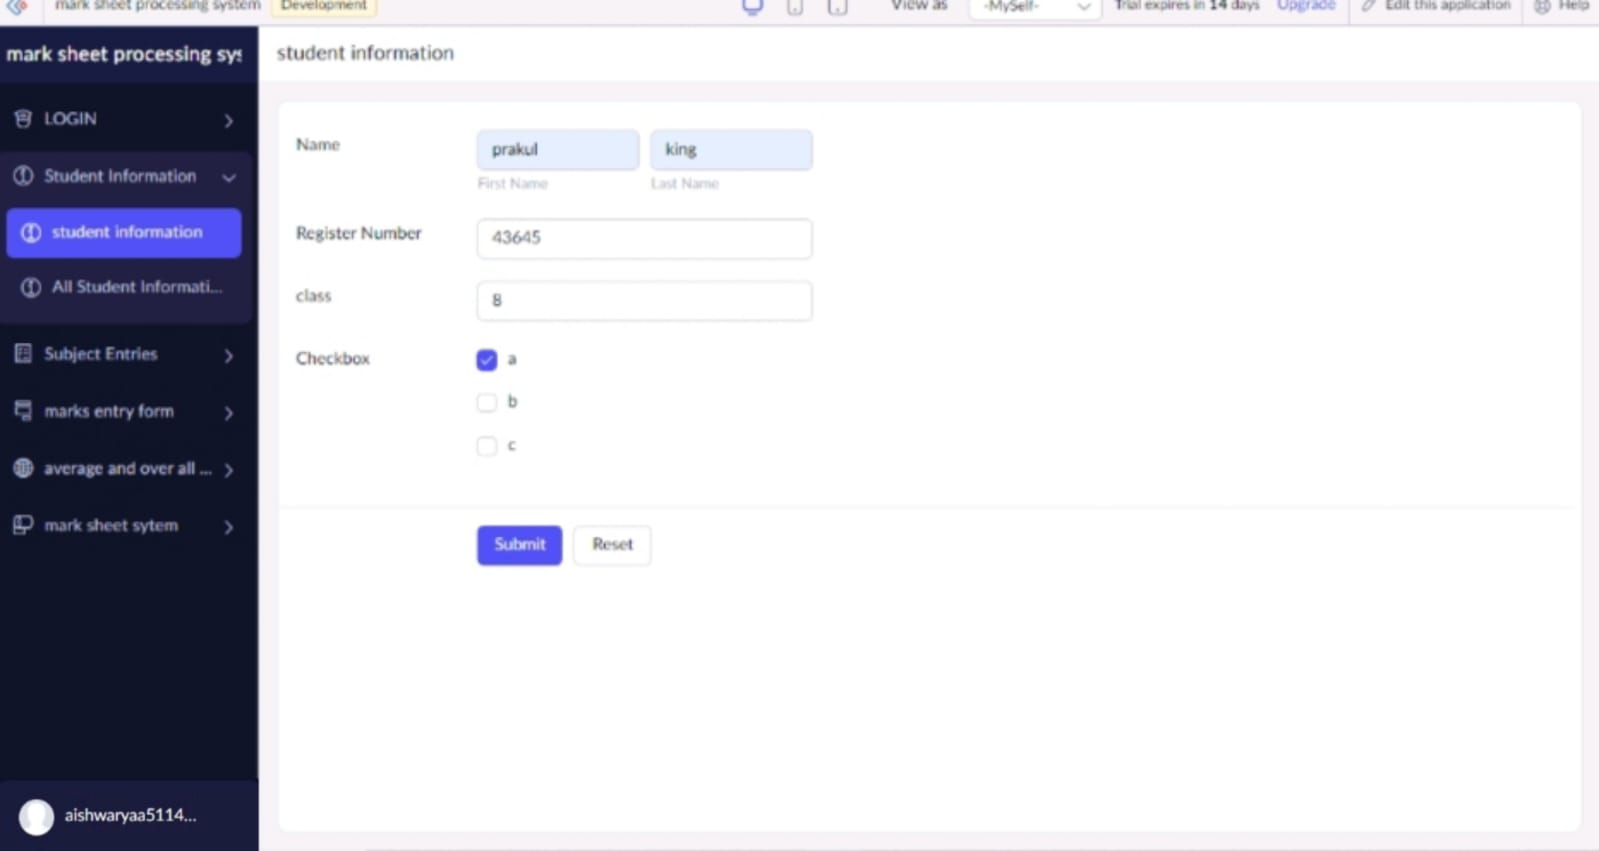 mark sheet processing system Development View as -MySelf- Trial expires in 14 days Upgrade Edit this application Help
mark sheet processing sys
student information
LOGIN
Student Information
student information
All Student Informati...
Subject Entries
marks entry form
average and over all ...
mark sheet sytem
aishwaryaa5114...
Name
prakul king
First Name Last Name
Register Number 43645
class 8
Checkbox a
b
c
Submit Reset